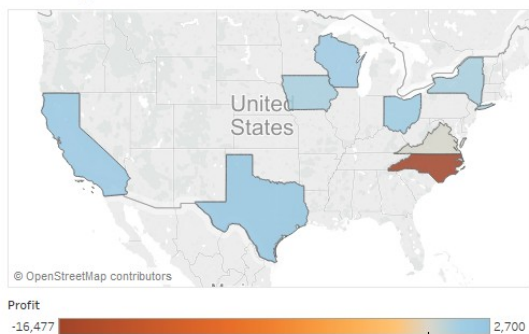 United
States
© OpenStreetMap contributors
Profit
-16,477 2,700